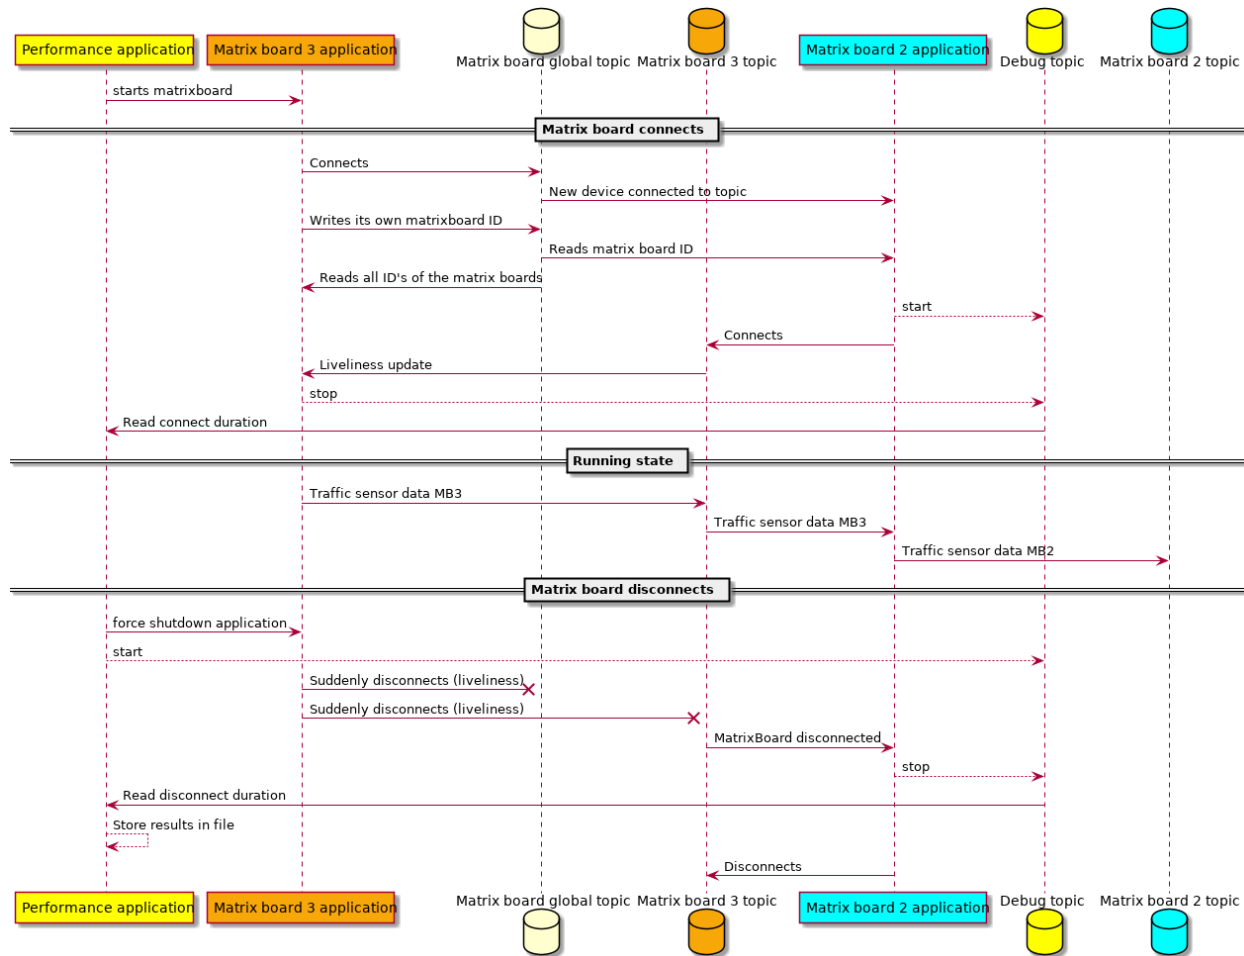 Performance application
Matrix board 3 application
Matrix board global topic
Matrix board 3 topic
Matrix board 2 application
Debug topic
Matrix board 2 topic
starts matrixboard
Matrix board connects
Connects
New device connected to topic
Writes its own matrixboard ID
Reads matrix board ID
Reads all ID's of the matrix boards
start
Connects
Liveliness update
stop
Read connect duration
Running state
Traffic sensor data MB3
Traffic sensor data MB3
Traffic sensor data MB2
Matrix board disconnects
force shutdown application
start
Suddenly disconnects (liveliness)
Suddenly disconnects (liveliness)
MatrixBoard disconnected
stop
Read disconnect duration
Store results in file
Disconnects
Performance application
Matrix board 3 application
Matrix board global topic
Matrix board 3 topic
Matrix board 2 application
Debug topic
Matrix board 2 topic